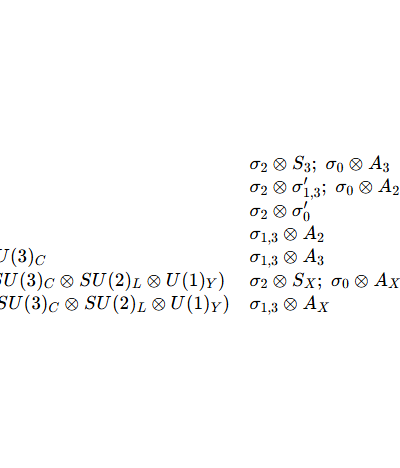 σ₂ ⊗ S₃; σ₀ ⊗ A₃
σ₂ ⊗ σ′₁,₃; σ₀ ⊗ A₂
σ₂ ⊗ σ′₀
σ₁,₃ ⊗ A₂
U(3)_C σ₁,₃ ⊗ A₃
SU(3)_C ⊗ SU(2)_L ⊗ U(1)_Y) σ₂ ⊗ S_X; σ₀ ⊗ A_X
SU(3)_C ⊗ SU(2)_L ⊗ U(1)_Y) σ₁,₃ ⊗ A_X